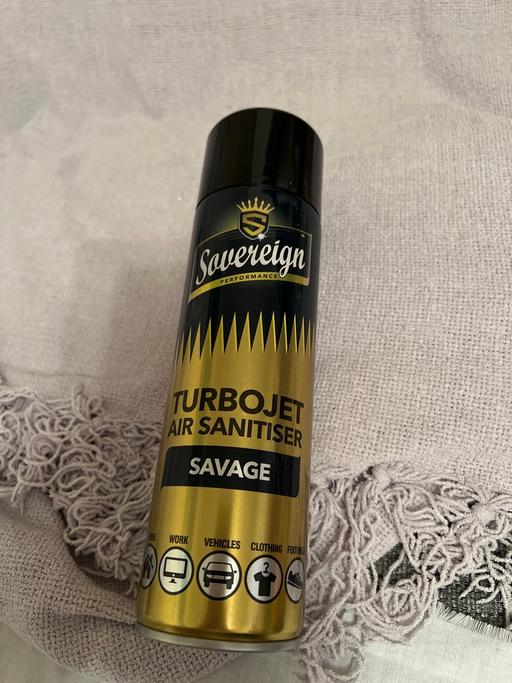 S
Sovereign
PERFORMANCE
TURBOJET
AIR SANITISER
SAVAGE
WORK VEHICLES CLOTHING